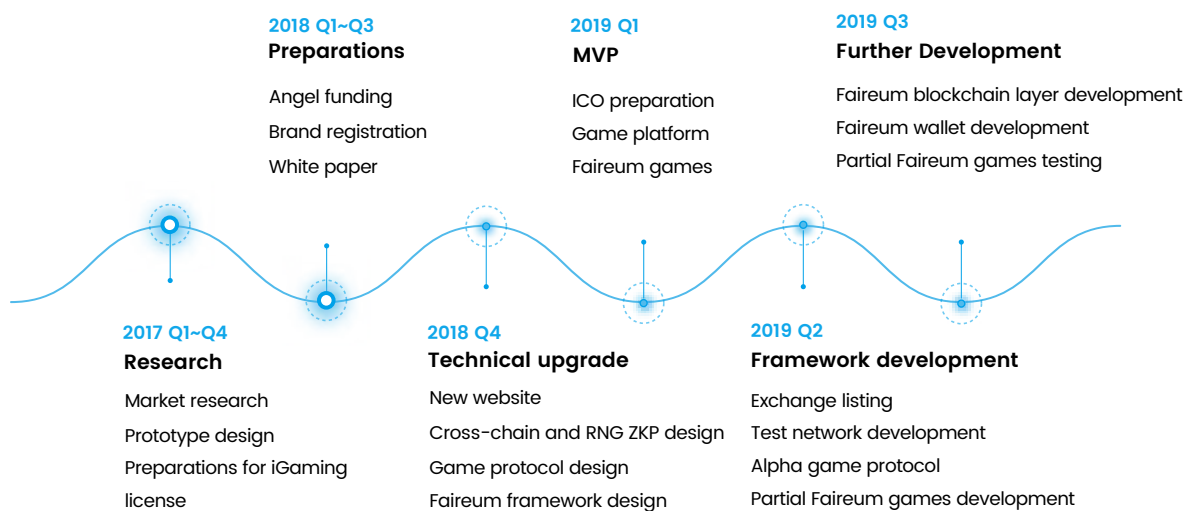 2018 Q1~Q3
Preparations
Angel funding
Brand registration
White paper
2019 Q1
MVP
ICO preparation
Game platform
Faireum games
2019 Q3
Further Development
Faireum blockchain layer development
Faireum wallet development
Partial Faireum games testing
2017 Q1~Q4
Research
Market research
Prototype design
Preparations for iGaming
license
2018 Q4
Technical upgrade
New website
Cross-chain and RNG ZKP design
Game protocol design
Faireum framework design
2019 Q2
Framework development
Exchange listing
Test network development
Alpha game protocol
Partial Faireum games development